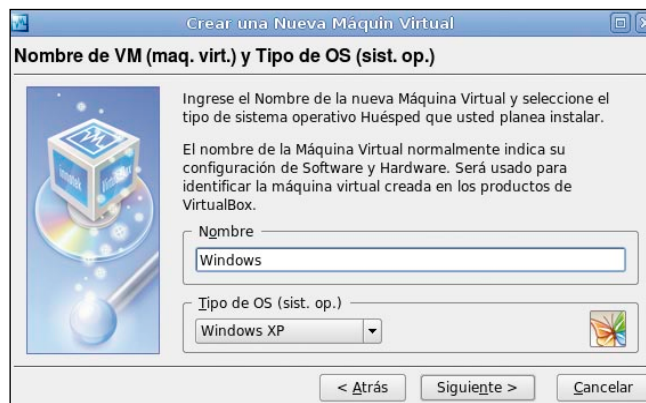 Crear una Nueva Máquin Virtual
Nombre de VM (maq. virt.) y Tipo de OS (sist. op.)
Ingrese el Nombre de la nueva Máquina Virtual y seleccione el
tipo de sistema operativo Huésped que usted planea instalar.
El nombre de la Máquina Virtual normalmente indica su
configuración de Software y Hardware. Será usado para
identificar la máquina virtual creada en los productos de
VirtualBox.
Nombre
Windows
Tipo de OS (sist. op.)
Windows XP
< Atrás
Siguiente >
Cancelar
innotek